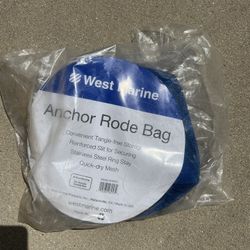 West Marine
Anchor Rode Bag
Convenient Tangle-free Storage
Reinforced Slit for Securing
Stainless Steel Ring Stay
Quick-dry Mesh
westmarine.com